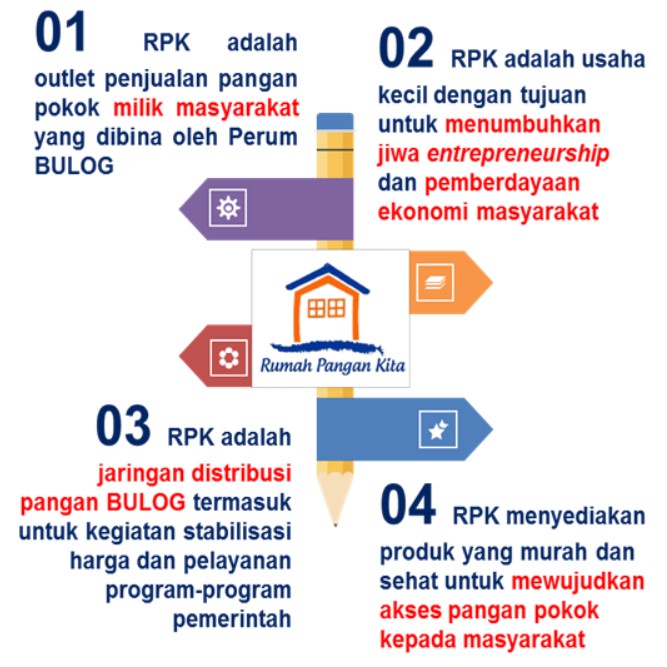 01 RPK adalah
outlet penjualan pangan
pokok milik masyarakat
yang dibina oleh Perum
BULOG
02 RPK adalah usaha
kecil dengan tujuan
untuk menumbuhkan
jiwa entrepreneurship
dan pemberdayaan
ekonomi masyarakat
Rumah Pangan Kita
03 RPK adalah
jaringan distribusi
pangan BULOG termasuk
untuk kegiatan stabilisasi
harga dan pelayanan
program-program
pemerintah
04 RPK menyediakan
produk yang murah dan
sehat untuk mewujudkan
akses pangan pokok
kepada masyarakat